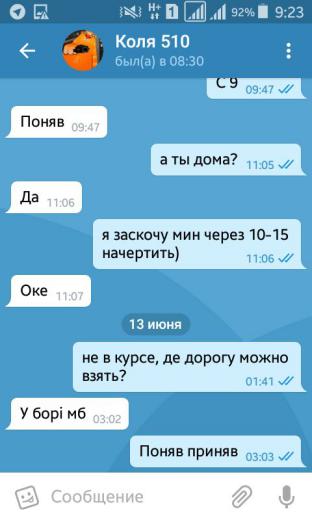 H+ 1 92% 9:23
Коля 510
был(а) в 08:30
С 9 09:47
Поняв 09:47
а ты дома? 11:05
Да 11:06
я заскочу мин через 10-15
начертить) 11:06
Оке 11:07
13 июня
не в курсе, де дорогу можно
взять? 01:41
У борі мб 03:02
Поняв приняв 03:03
Сообщение